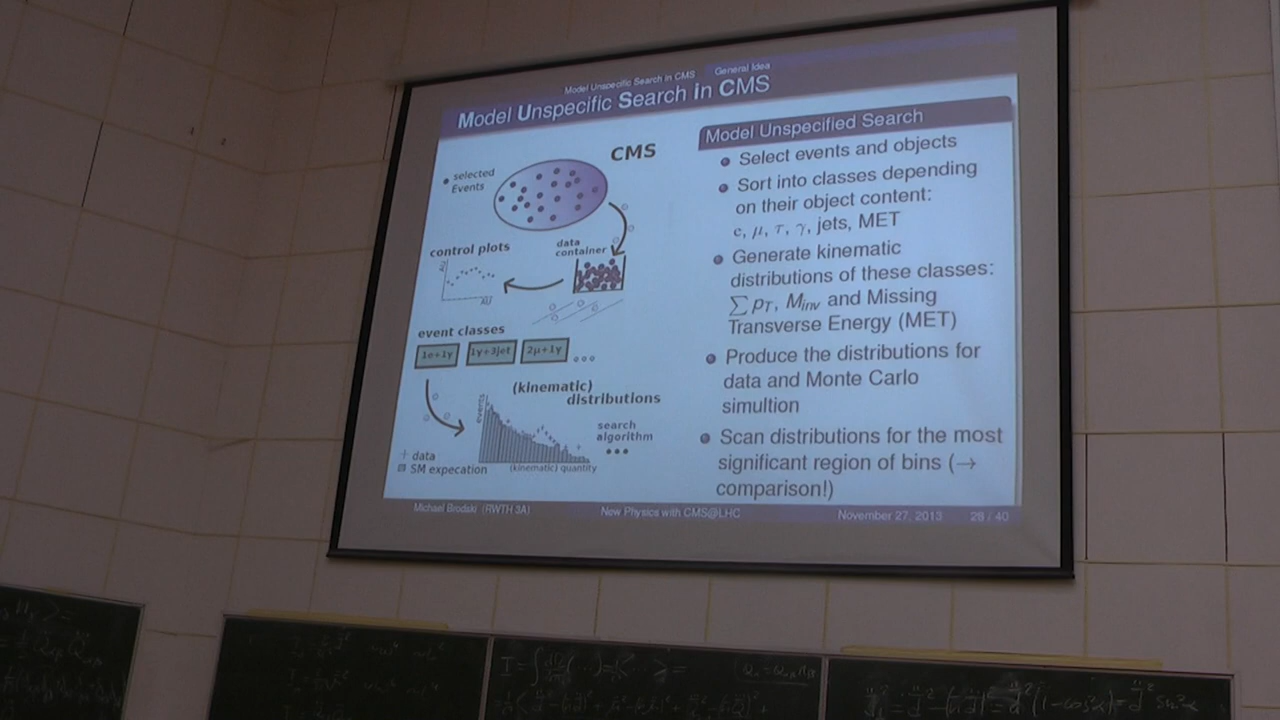 Model Unspecific Search in CMS General Idea
Model Unspecific Search in CMS
CMS
selected
Events
control plots
data
container
event classes
1e+1γ 1γ+3jet 2μ+1γ
(kinematic)
distributions
events
search
algorithm
(kinematic) quantity
+ data
SM expecation
Model Unspecified Search
Select events and objects
Sort into classes depending
on their object content:
e, μ, τ, γ, jets, MET
Generate kinematic
distributions of these classes:
∑ pT, Minv and Missing
Transverse Energy (MET)
Produce the distributions for
data and Monte Carlo
simultion
Scan distributions for the most
significant region of bins (→
comparison!)
Michael Brodski (RWTH 3A) New Physics with CMS@LHC November 27, 2013 28 / 40